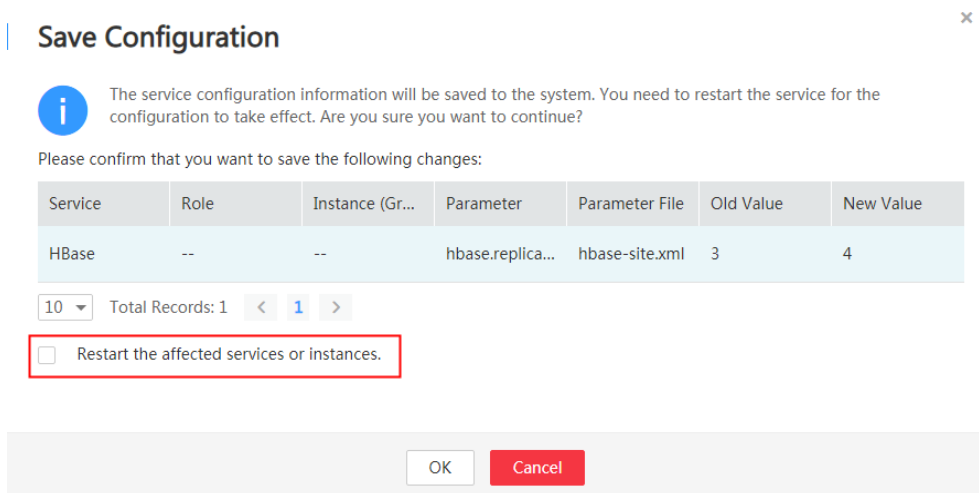 ×
Save Configuration
i
The service configuration information will be saved to the system. You need to restart the service for the
configuration to take effect. Are you sure you want to continue?
Please confirm that you want to save the following changes:
Service Role Instance (Gr... Parameter Parameter File Old Value New Value
HBase -- -- hbase.replica... hbase-site.xml 3 4
10 Total Records: 1 < 1 >
Restart the affected services or instances.
OK Cancel